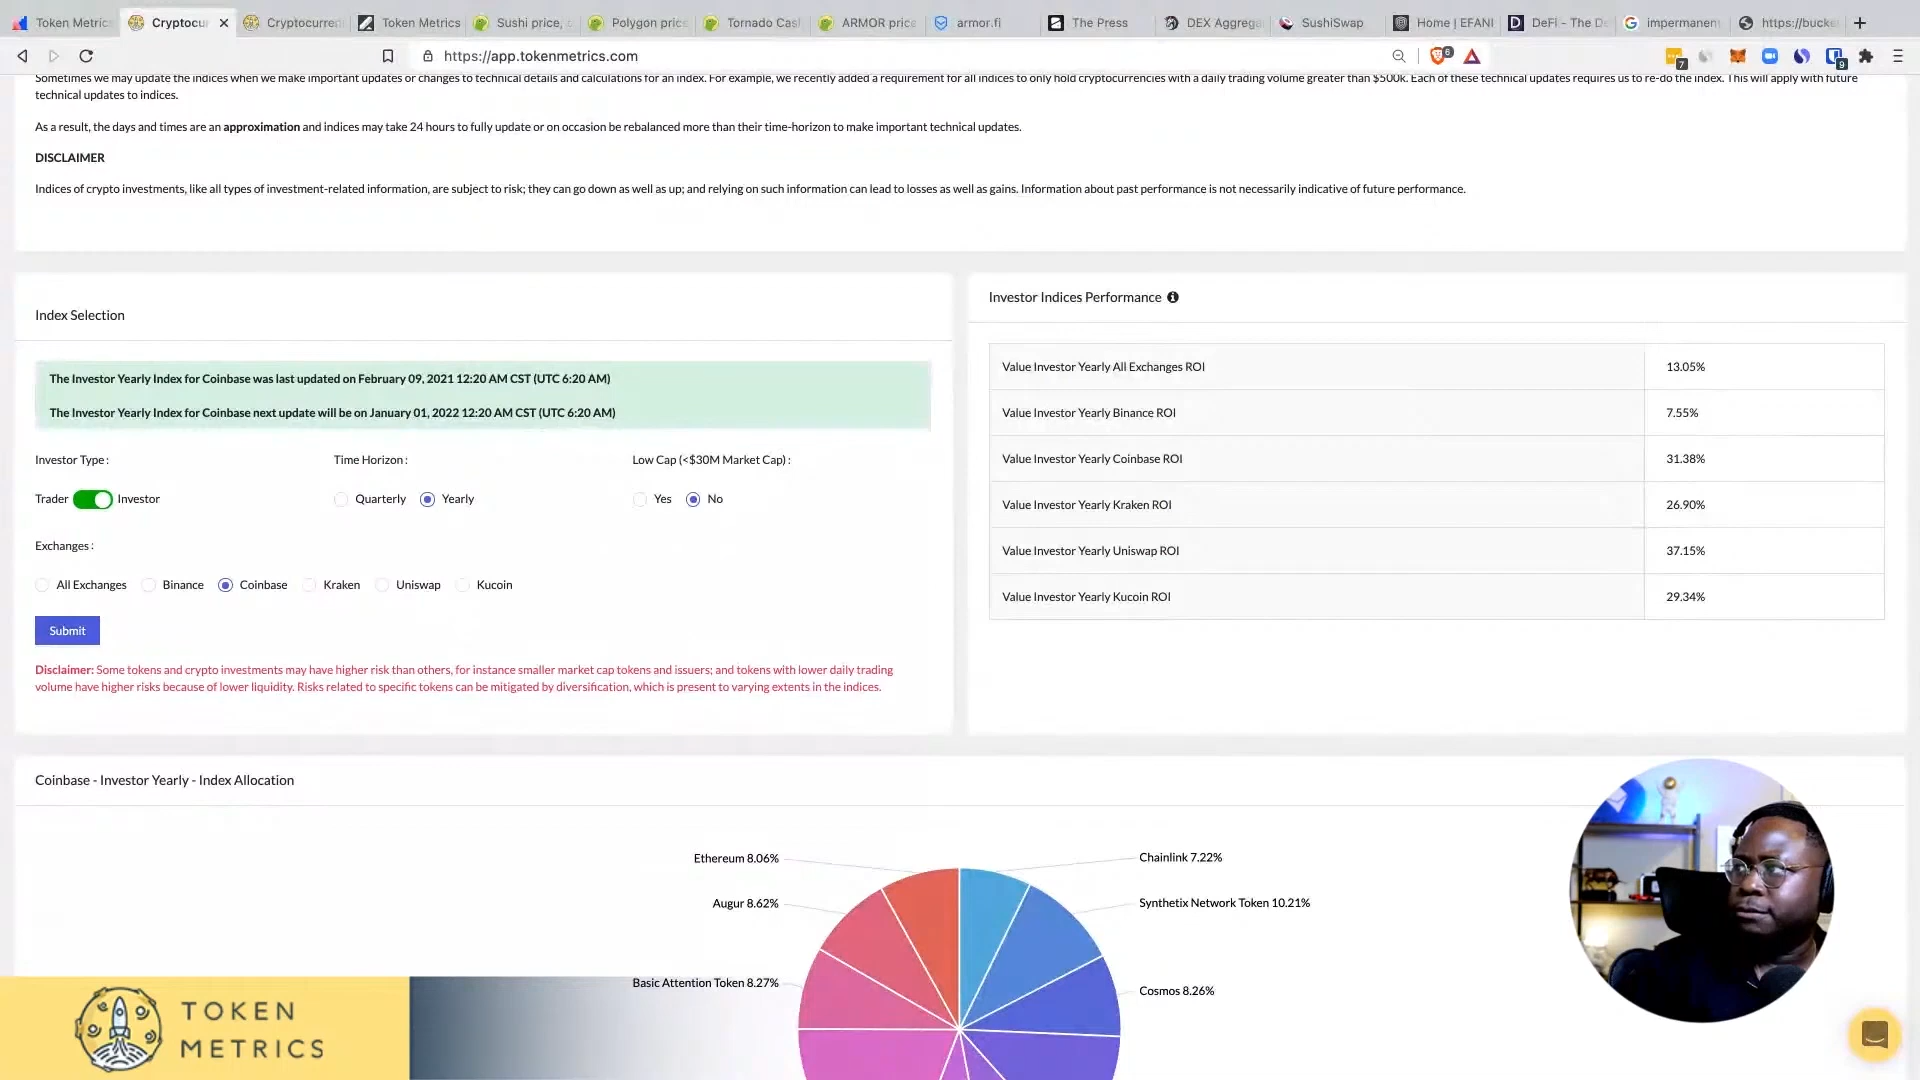 Token Metrics
Cryptocu
Cryptocurren
Token Metrics
Sushi price,
Polygon price
Tornado Cas
ARMOR price
armor.fi
The Press
DEX Aggrega
SushiSwap
Home | EFANI
DeFi - The De
impermanent
https://bucke
https://app.tokenmetrics.com
6
7
9
Sometimes we may update the indices when we make important updates or changes to technical details and calculations for an index. For example, we recently added a requirement for all indices to only hold cryptocurrencies with a daily trading volume greater than $500k. Each of these technical updates requires us to re-do the index. This will apply with future
technical updates to indices.
As a result, the days and times are an approximation and indices may take 24 hours to fully update or on occasion be rebalanced more than their time-horizon to make important technical updates.
DISCLAIMER
Indices of crypto investments, like all types of investment-related information, are subject to risk; they can go down as well as up; and relying on such information can lead to losses as well as gains. Information about past performance is not necessarily indicative of future performance.
Index Selection
The Investor Yearly Index for Coinbase was last updated on February 09, 2021 12:20 AM CST (UTC 6:20 AM)
The Investor Yearly Index for Coinbase next update will be on January 01, 2022 12:20 AM CST (UTC 6:20 AM)
Investor Type :
Time Horizon :
Low Cap (<$30M Market Cap) :
Trader Investor
Quarterly Yearly
Yes No
Exchanges :
All Exchanges Binance Coinbase Kraken Uniswap Kucoin
Submit
Disclaimer: Some tokens and crypto investments may have higher risk than others, for instance smaller market cap tokens and issuers; and tokens with lower daily trading
volume have higher risks because of lower liquidity. Risks related to specific tokens can be mitigated by diversification, which is present to varying extents in the indices.
Investor Indices Performance
Value Investor Yearly All Exchanges ROI 13.05%
Value Investor Yearly Binance ROI 7.55%
Value Investor Yearly Coinbase ROI 31.38%
Value Investor Yearly Kraken ROI 26.90%
Value Investor Yearly Uniswap ROI 37.15%
Value Investor Yearly Kucoin ROI 29.34%
Coinbase - Investor Yearly - Index Allocation
Ethereum 8.06%
Chainlink 7.22%
Augur 8.62%
Synthetix Network Token 10.21%
Basic Attention Token 8.27%
Cosmos 8.26%
TOKEN
METRICS